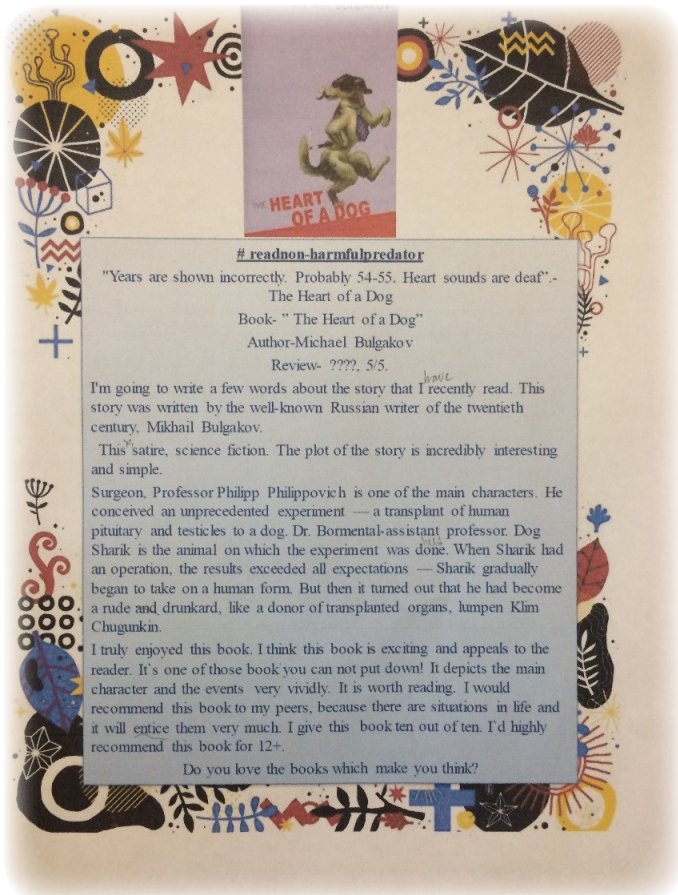 BULGAKOV
THE HEART
OF A DOG
# readnon-harmfulpredator
"Years are shown incorrectly. Probably 54-55. Heart sounds are deaf”.-
The Heart of a Dog
Book- ” The Heart of a Dog”
Author-Michael Bulgakov
Review- ????, 5/5.
have
I'm going to write a few words about the story that I recently read. This
story was written by the well-known Russian writer of the twentieth
century, Mikhail Bulgakov.
This satire, science fiction. The plot of the story is incredibly interesting
and simple.
Surgeon, Professor Philipp Philippovich is one of the main characters. He
conceived an unprecedented experiment — a transplant of human
pituitary and testicles to a dog. Dr. Bormental-assistant professor. Dog
Sharik is the animal on which the experiment was done. When Sharik had
an operation, the results exceeded all expectations — Sharik gradually
began to take on a human form. But then it turned out that he had become
a rude and drunkard, like a donor of transplanted organs, lumpen Klim
Chugunkin.
I truly enjoyed this book. I think this book is exciting and appeals to the
reader. It`s one of those book you can not put down! It depicts the main
character and the events very vividly. It is worth reading. I would
recommend this book to my peers, because there are situations in life and
it will entice them very much. I give this book ten out of ten. I'd highly
recommend this book for 12+.
Do you love the books which make you think?